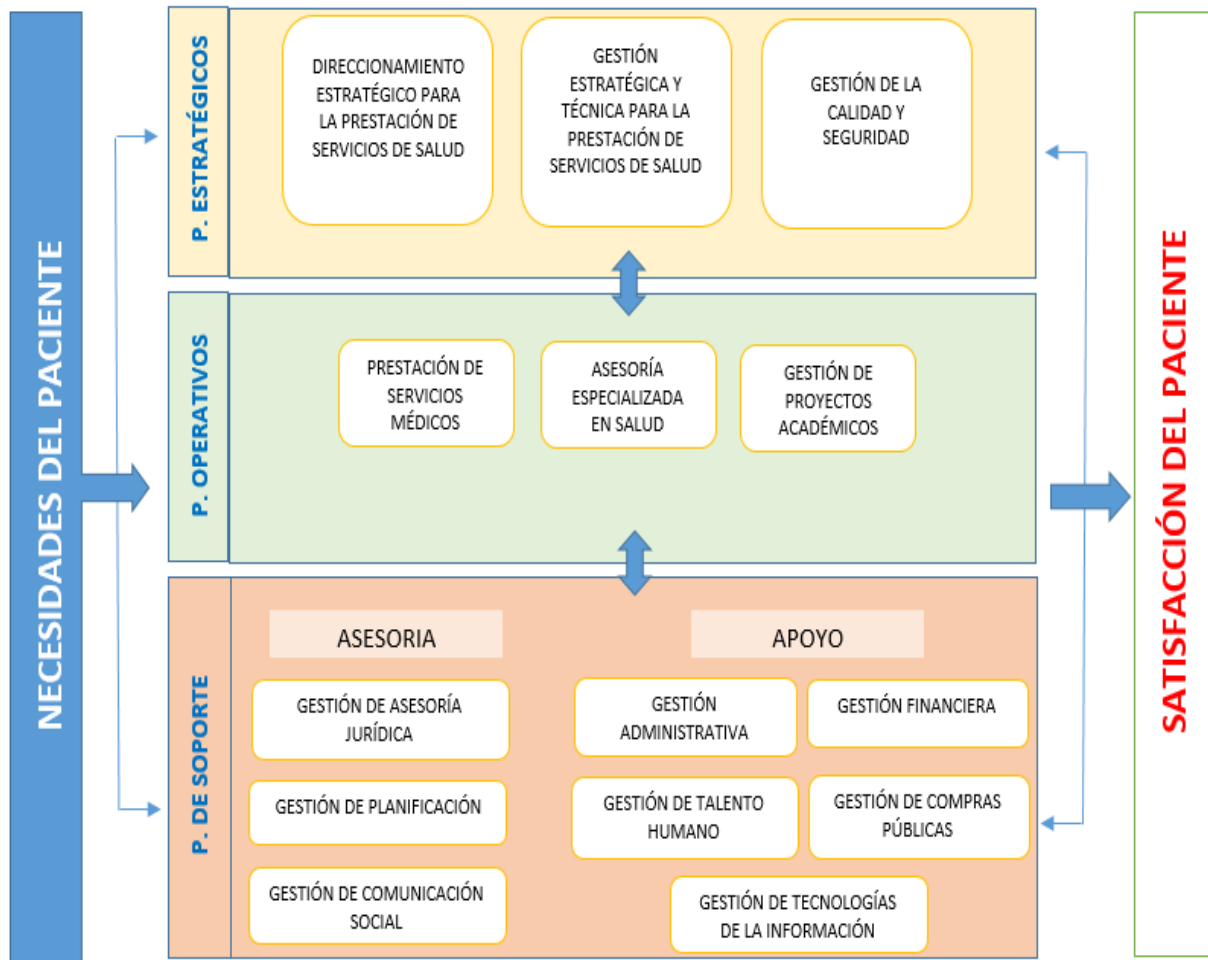 NECESIDADES DEL PACIENTE
P. ESTRATÉGICOS
DIRECCIONAMIENTO
ESTRATÉGICO PARA
LA PRESTACIÓN DE
SERVICIOS DE SALUD
GESTIÓN
ESTRATÉGICA Y
TÉCNICA PARA LA
PRESTACIÓN DE
SERVICIOS DE SALUD
GESTIÓN DE LA
CALIDAD Y
SEGURIDAD
P. OPERATIVOS
PRESTACIÓN DE
SERVICIOS
MÉDICOS
ASESORÍA
ESPECIALIZADA
EN SALUD
GESTIÓN DE
PROYECTOS
ACADÉMICOS
P. DE SOPORTE
ASESORIA
GESTIÓN DE ASESORÍA
JURÍDICA
GESTIÓN DE PLANIFICACIÓN
GESTIÓN DE COMUNICACIÓN
SOCIAL
APOYO
GESTIÓN
ADMINISTRATIVA
GESTIÓN FINANCIERA
GESTIÓN DE TALENTO
HUMANO
GESTIÓN DE COMPRAS
PÚBLICAS
GESTIÓN DE TECNOLOGÍAS
DE LA INFORMACIÓN
SATISFACCIÓN DEL PACIENTE